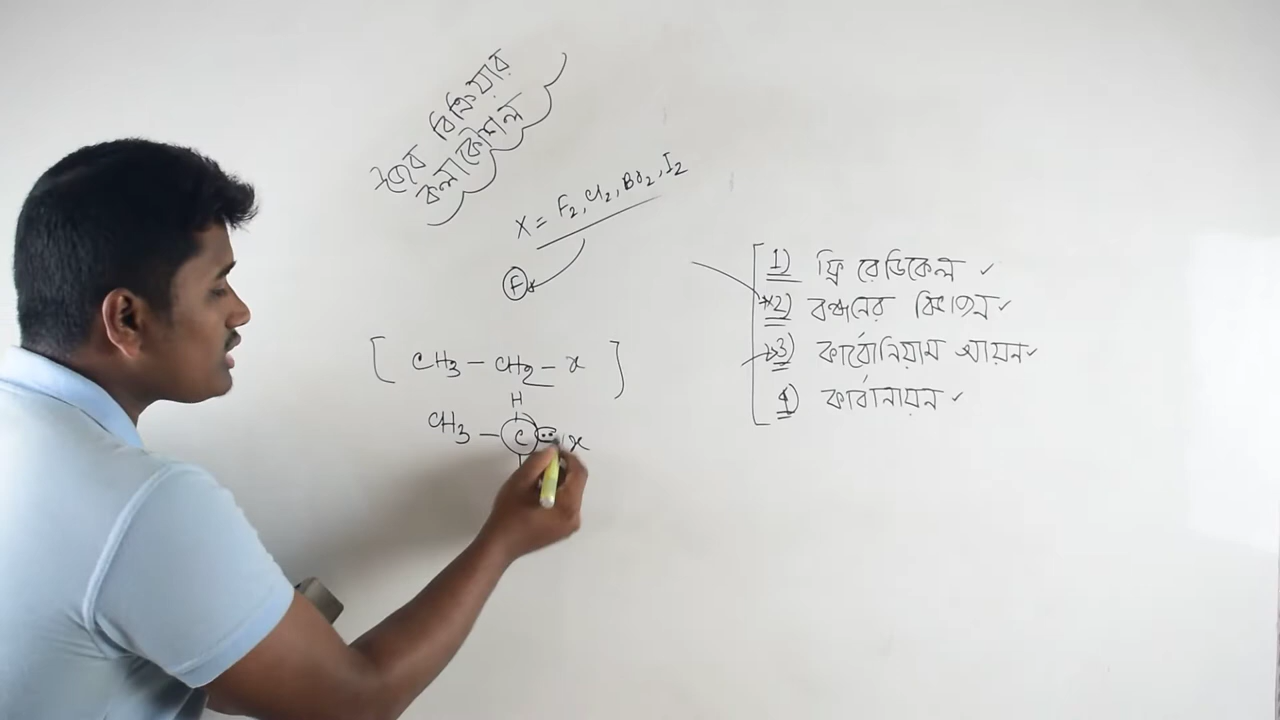 জৈব বিক্রিয়ার
কলাকৌশল
X = F₂, Cl₂, Br₂, I₂
F
[ CH₃ – CH₂ – x ]
H
CH₃ – C : x
1) ফ্রি রেডিকেল ✓
2) বন্ধনের বিভাজন ✓
3) কার্বোনিয়াম আয়ন ✓
4) কার্বানায়ন ✓